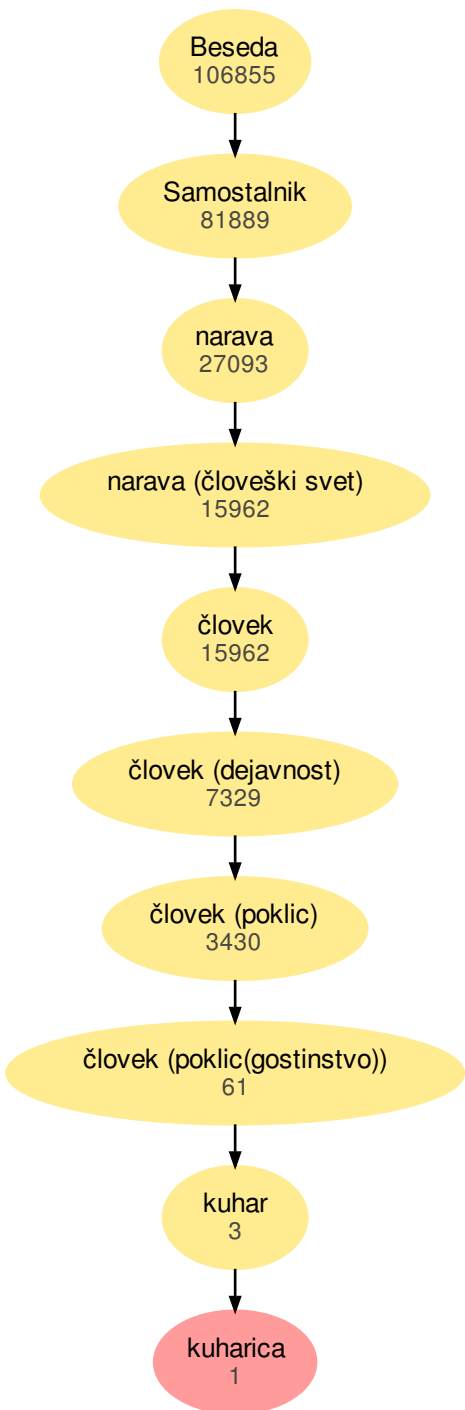 Beseda
106855
Samostalnik
81889
narava
27093
narava (človeški svet)
15962
človek
15962
človek (dejavnost)
7329
človek (poklic)
3430
človek (poklic(gostinstvo))
61
kuhar
3
kuharica
1